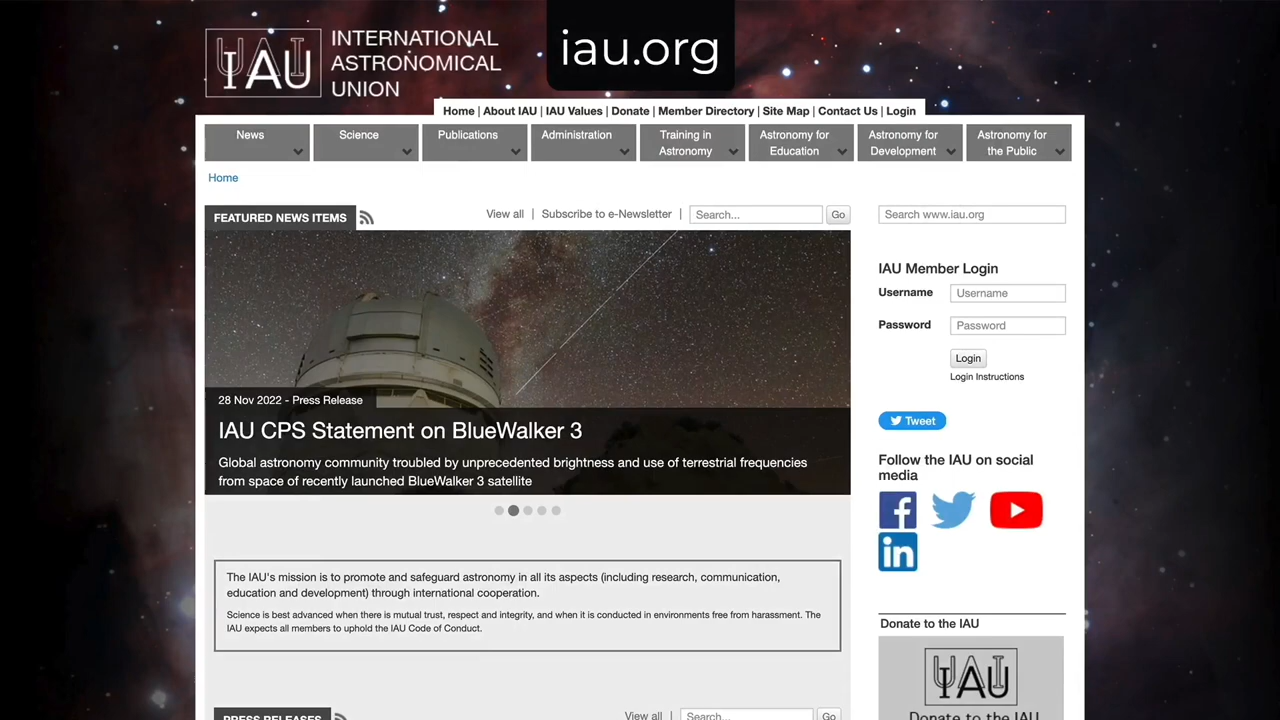 iau.org
IAU
INTERNATIONAL
ASTRONOMICAL
UNION
Home | About IAU | IAU Values | Donate | Member Directory | Site Map | Contact Us | Login
News
Science
Publications
Administration
Training in
Astronomy
Astronomy for
Education
Astronomy for
Development
Astronomy for
the Public
Home
FEATURED NEWS ITEMS
View all | Subscribe to e-Newsletter |
Search...
Go
28 Nov 2022 - Press Release
IAU CPS Statement on BlueWalker 3
Global astronomy community troubled by unprecedented brightness and use of terrestrial frequencies
from space of recently launched BlueWalker 3 satellite
The IAU's mission is to promote and safeguard astronomy in all its aspects (including research, communication,
education and development) through international cooperation.
Science is best advanced when there is mutual trust, respect and integrity, and when it is conducted in environments free from harassment. The
IAU expects all members to uphold the IAU Code of Conduct.
PRESS RELEASES
View all |
Search...
Go
Search www.iau.org
IAU Member Login
Username
Username
Password
Password
Login
Login Instructions
Tweet
Follow the IAU on social
media
f
in
Donate to the IAU
IAU
Donate to the IAU